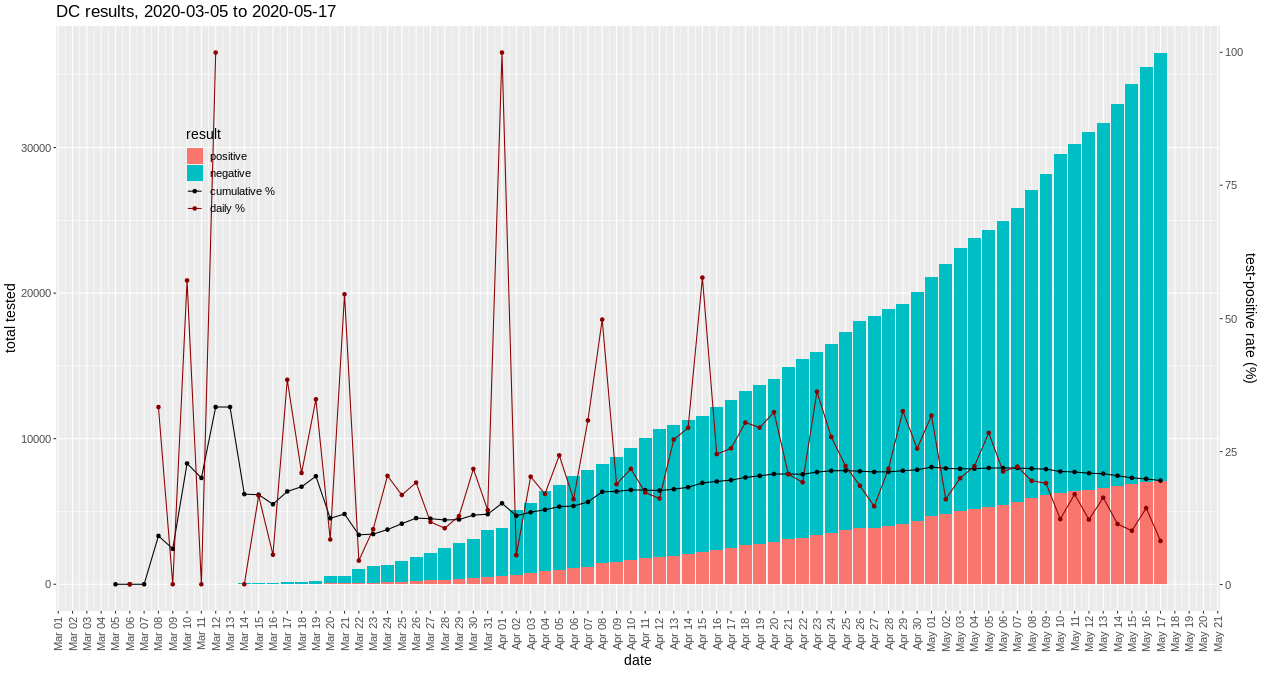 DC results, 2020-03-05 to 2020-05-17
total tested
30000
20000
10000
0
result
positive
negative
cumulative %
daily %
100
75
50
25
0
test-positive rate (%)
Mar 01
Mar 02
Mar 03
Mar 04
Mar 05
Mar 06
Mar 07
Mar 08
Mar 09
Mar 10
Mar 11
Mar 12
Mar 13
Mar 14
Mar 15
Mar 16
Mar 17
Mar 18
Mar 19
Mar 20
Mar 21
Mar 22
Mar 23
Mar 24
Mar 25
Mar 26
Mar 27
Mar 28
Mar 29
Mar 30
Mar 31
Apr 01
Apr 02
Apr 03
Apr 04
Apr 05
Apr 06
Apr 07
Apr 08
Apr 09
Apr 10
Apr 11
Apr 12
Apr 13
Apr 14
Apr 15
Apr 16
Apr 17
Apr 18
Apr 19
Apr 20
Apr 21
Apr 22
Apr 23
Apr 24
Apr 25
Apr 26
Apr 27
Apr 28
Apr 29
Apr 30
May 01
May 02
May 03
May 04
May 05
May 06
May 07
May 08
May 09
May 10
May 11
May 12
May 13
May 14
May 15
May 16
May 17
May 18
May 19
May 20
May 21
date